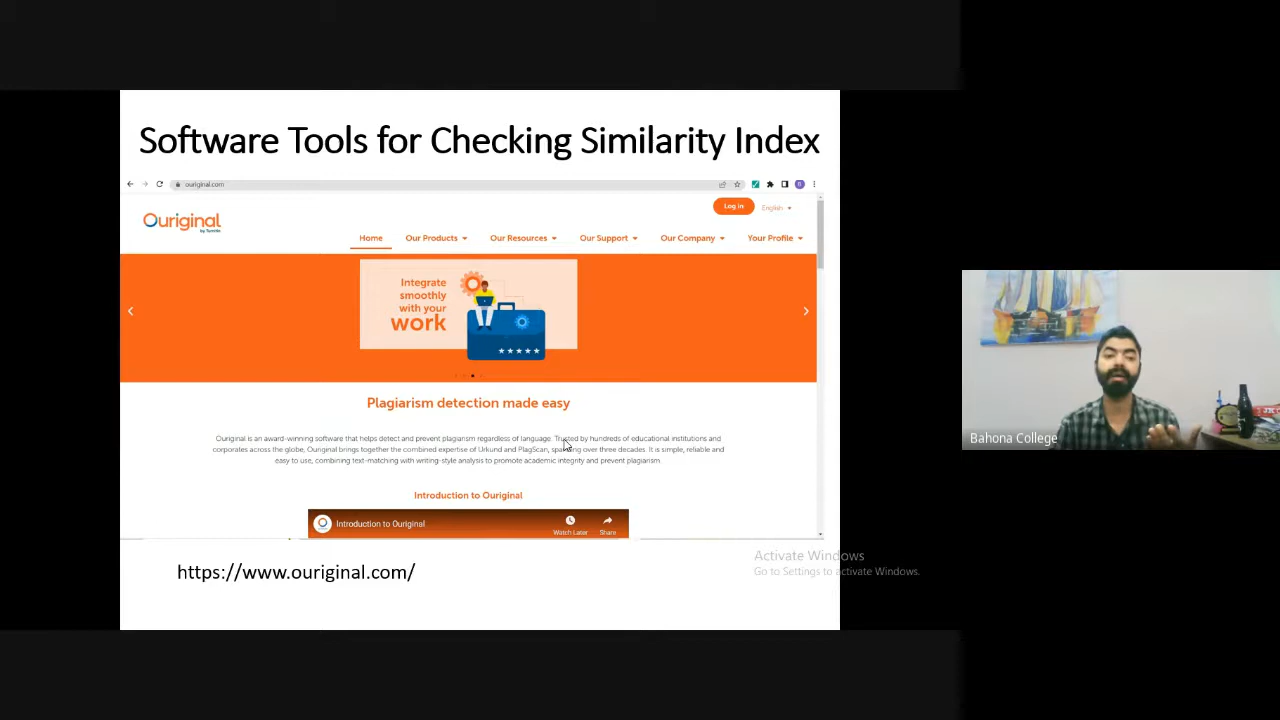 Software Tools for Checking Similarity Index
ouriginal.com
Log in
English
Ouriginal
by Turnitin
Home
Our Products
Our Resources
Our Support
Our Company
Your Profile
Integrate
smoothly
with your
work
Plagiarism detection made easy
Ouriginal is an award-winning software that helps detect and prevent plagiarism regardless of language. Trusted by hundreds of educational institutions and
corporates across the globe, Ouriginal brings together the combined expertise of Urkund and PlagScan, spanning over three decades. It is simple, reliable and
easy to use, combining text-matching with writing-style analysis to promote academic integrity and prevent plagiarism.
Introduction to Ouriginal
Introduction to Ouriginal
Watch Later
Share
https://www.ouriginal.com/
Activate Windows
Go to Settings to activate Windows.
Bahona College